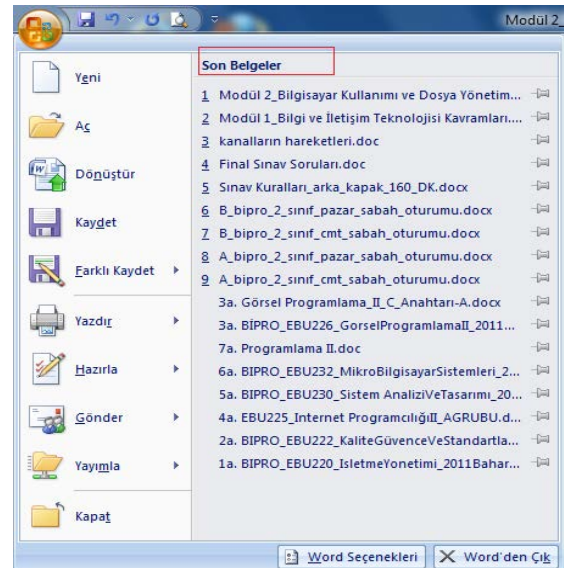 Modül 2_
Yeni
Aç
Dönüştür
Kaydet
Farklı Kaydet
Yazdır
Hazırla
Gönder
Yayımla
Kapat
Son Belgeler
1 Modül 2_Bilgisayar Kullanımı ve Dosya Yönetim...
2 Modül 1_Bilgi ve İletişim Teknolojisi Kavramları....
3 kanalların hareketleri.doc
4 Final Sınav Soruları.doc
5 Sınav Kuralları_arka_kapak_160_DK.docx
6 B_bipro_2_sınıf_pazar_sabah_oturumu.docx
7 B_bipro_2_sınıf_cmt_sabah_oturumu.docx
8 A_bipro_2_sınıf_pazar_sabah_oturumu.docx
9 A_bipro_2_sınıf_cmt_sabah_oturumu.docx
3a. Görsel Programlama_II_C_Anahtarı-A.docx
3a. BİPRO_EBU226_GorselProgramlamaII_2011...
7a. Programlama II.doc
6a. BIPRO_EBU232_MikroBilgisayarSistemleri_2...
5a. BIPRO_EBU230_Sistem AnaliziVeTasarımı_20...
4a. EBU225_Internet ProgramcılığıII_AGRUBU.d...
2a. BIPRO_EBU222_KaliteGüvenceVeStandartla...
1a. BIPRO_EBU220_IsletmeYonetimi_2011Bahar...
Word Seçenekleri
Word'den Çık